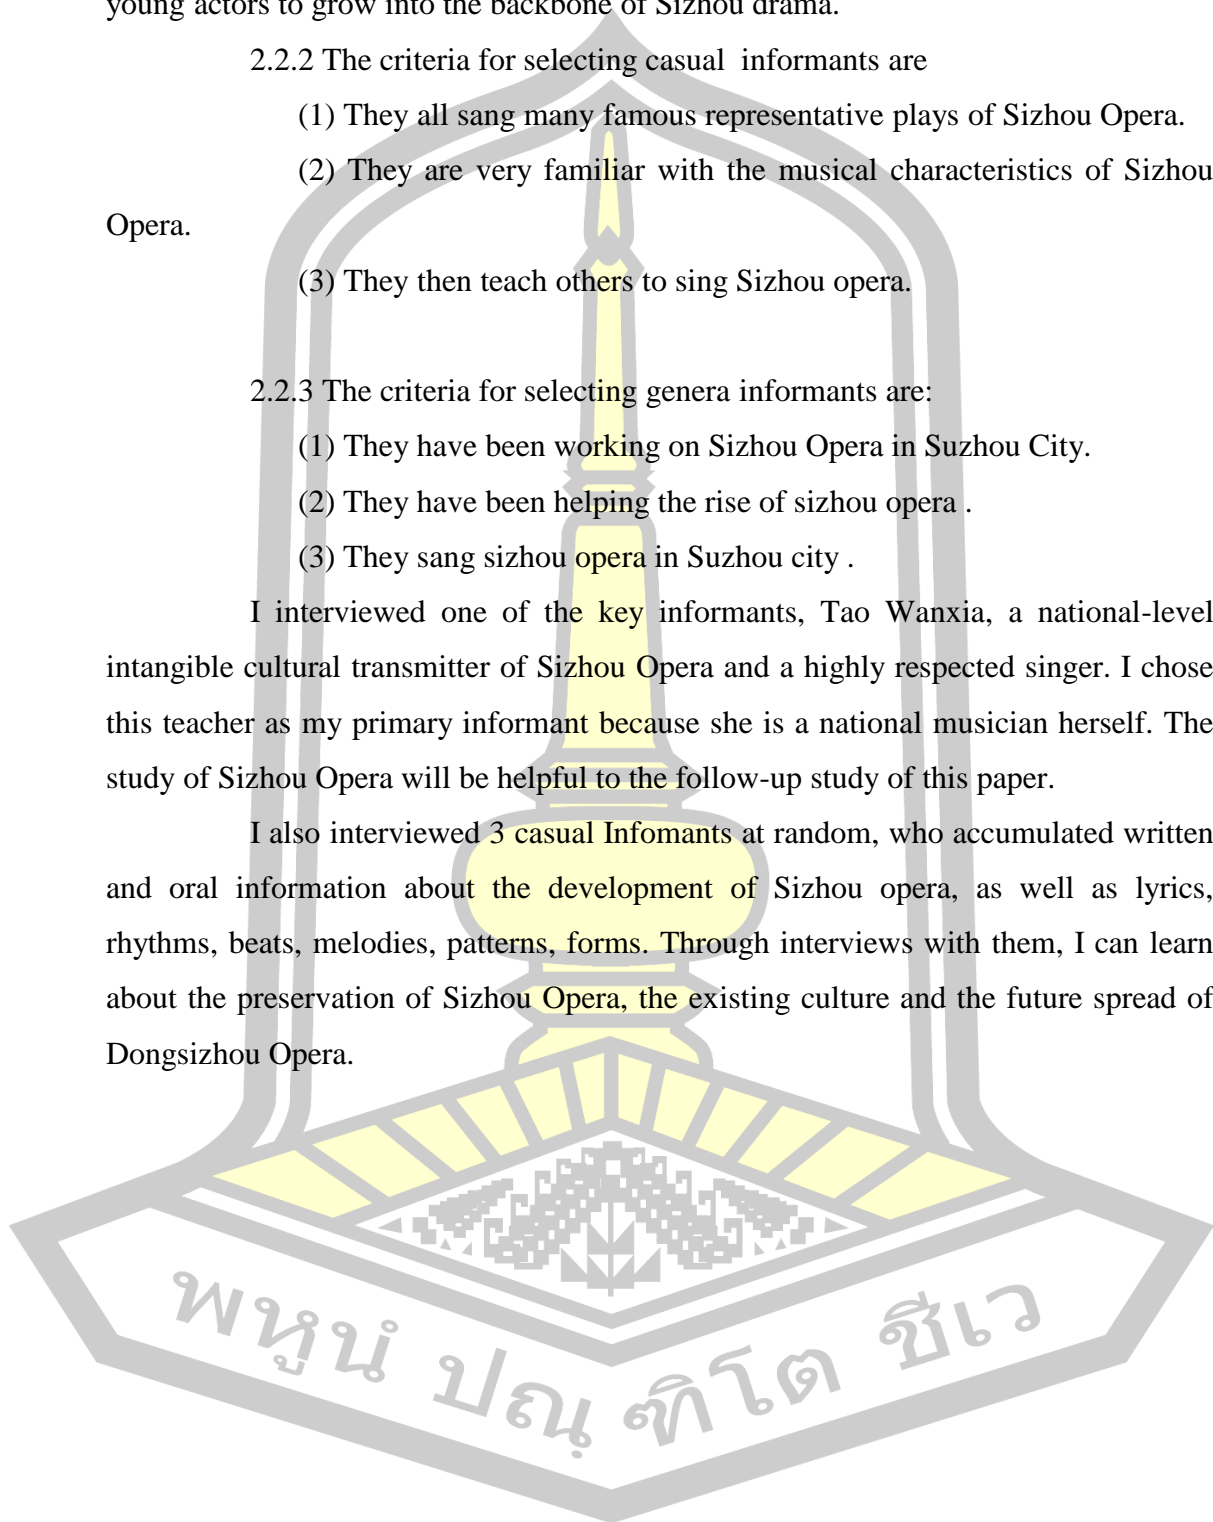 young actors to grow into the backbone of Sizhou drama.
2.2.2 The criteria for selecting casual informants are
(1) They all sang many famous representative plays of Sizhou Opera.
(2) They are very familiar with the musical characteristics of Sizhou
Opera.
(3) They then teach others to sing Sizhou opera.
2.2.3 The criteria for selecting genera informants are:
(1) They have been working on Sizhou Opera in Suzhou City.
(2) They have been helping the rise of sizhou opera .
(3) They sang sizhou opera in Suzhou city .
I interviewed one of the key informants, Tao Wanxia, a national-level
intangible cultural transmitter of Sizhou Opera and a highly respected singer. I chose
this teacher as my primary informant because she is a national musician herself. The
study of Sizhou Opera will be helpful to the follow-up study of this paper.
I also interviewed 3 casual Infomants at random, who accumulated written
and oral information about the development of Sizhou opera, as well as lyrics,
rhythms, beats, melodies, patterns, forms. Through interviews with them, I can learn
about the preservation of Sizhou Opera, the existing culture and the future spread of
Dongsizhou Opera.
พหูนํ ปณฺฑิโต ชีเว